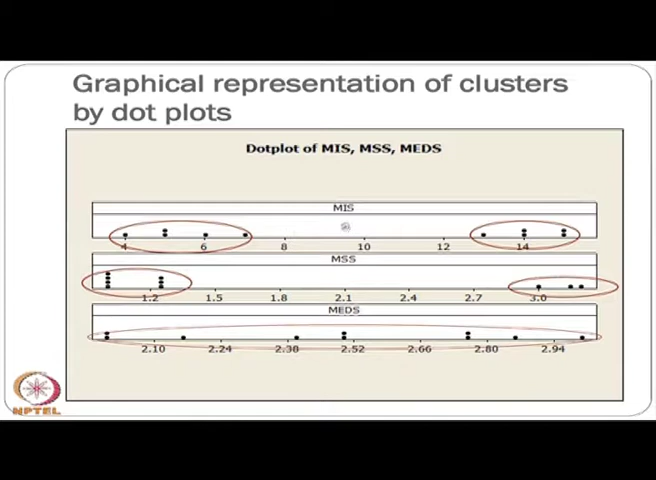 Graphical representation of clusters
by dot plots
Dotplot of MIS, MSS, MEDS
MIS
4 6 8 10 12 14
MSS
1.2 1.5 1.8 2.1 2.4 2.7 3.0
MEDS
2.10 2.24 2.38 2.52 2.66 2.80 2.94
NPTEL